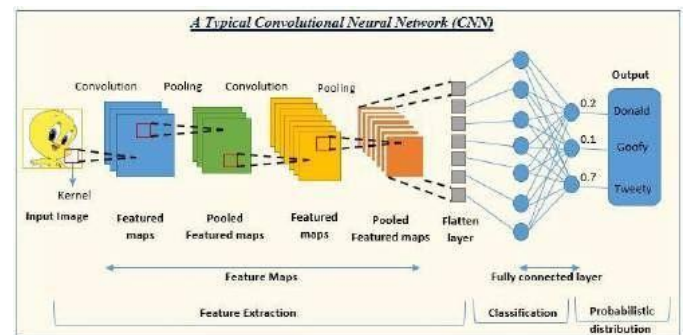 A Typical Convolutional Neural Network (CNN)
Convolution
Pooling
Convolution
Pooling
Output
0.2
Donald
0.1
Goofy
0.7
Tweety
Kernel
Input Image
Featured
maps
Pooled
Featured maps
Featured
maps
Pooled
Featured maps
Flatten
layer
Feature Maps
Fully connected layer
Feature Extraction
Classification
Probabilistic
distribution